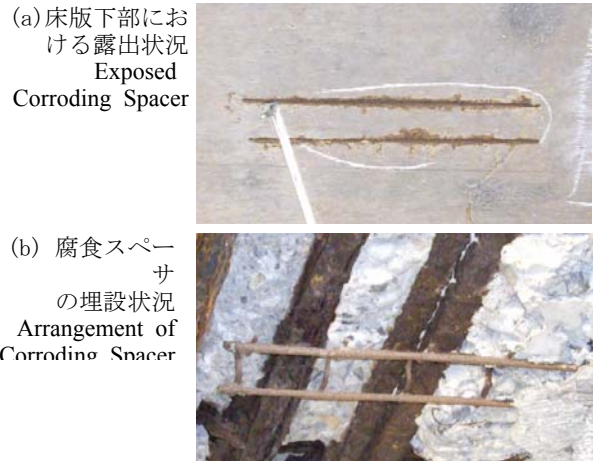 (a)床版下部にお
ける露出状況
Exposed
Corroding Spacer
(b) 腐食スペー
サ
の埋設状況
Arrangement of
Corroding Spacer